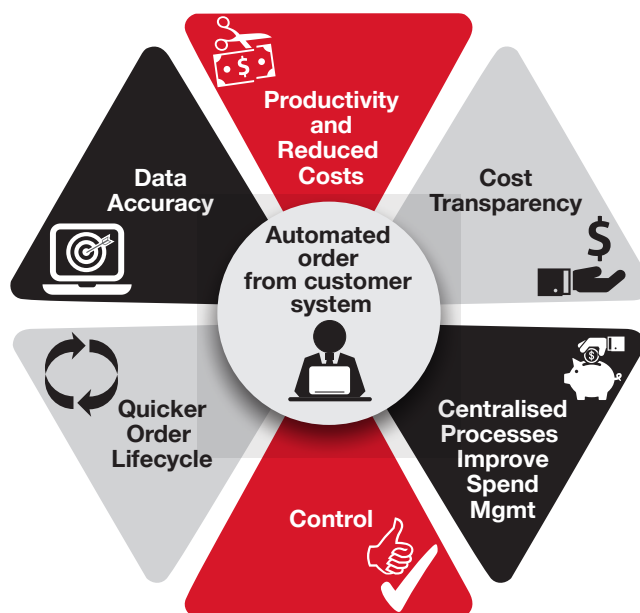 Productivity
and
Reduced
Costs
Data
Accuracy
Cost
Transparency
Automated
order
from customer
system
Quicker
Order
Lifecycle
Centralised
Processes
Improve
Spend
Mgmt
Control
$
$
$